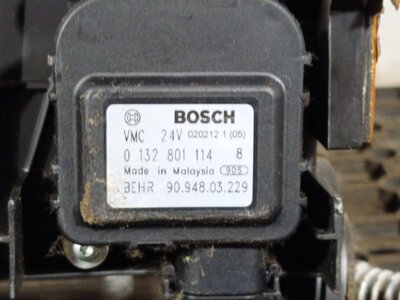 BOSCH
VMC 24V 020212 1 (05)
0 132 801 114 8
Made in Malaysia 905
BEHR 90.948.03.229